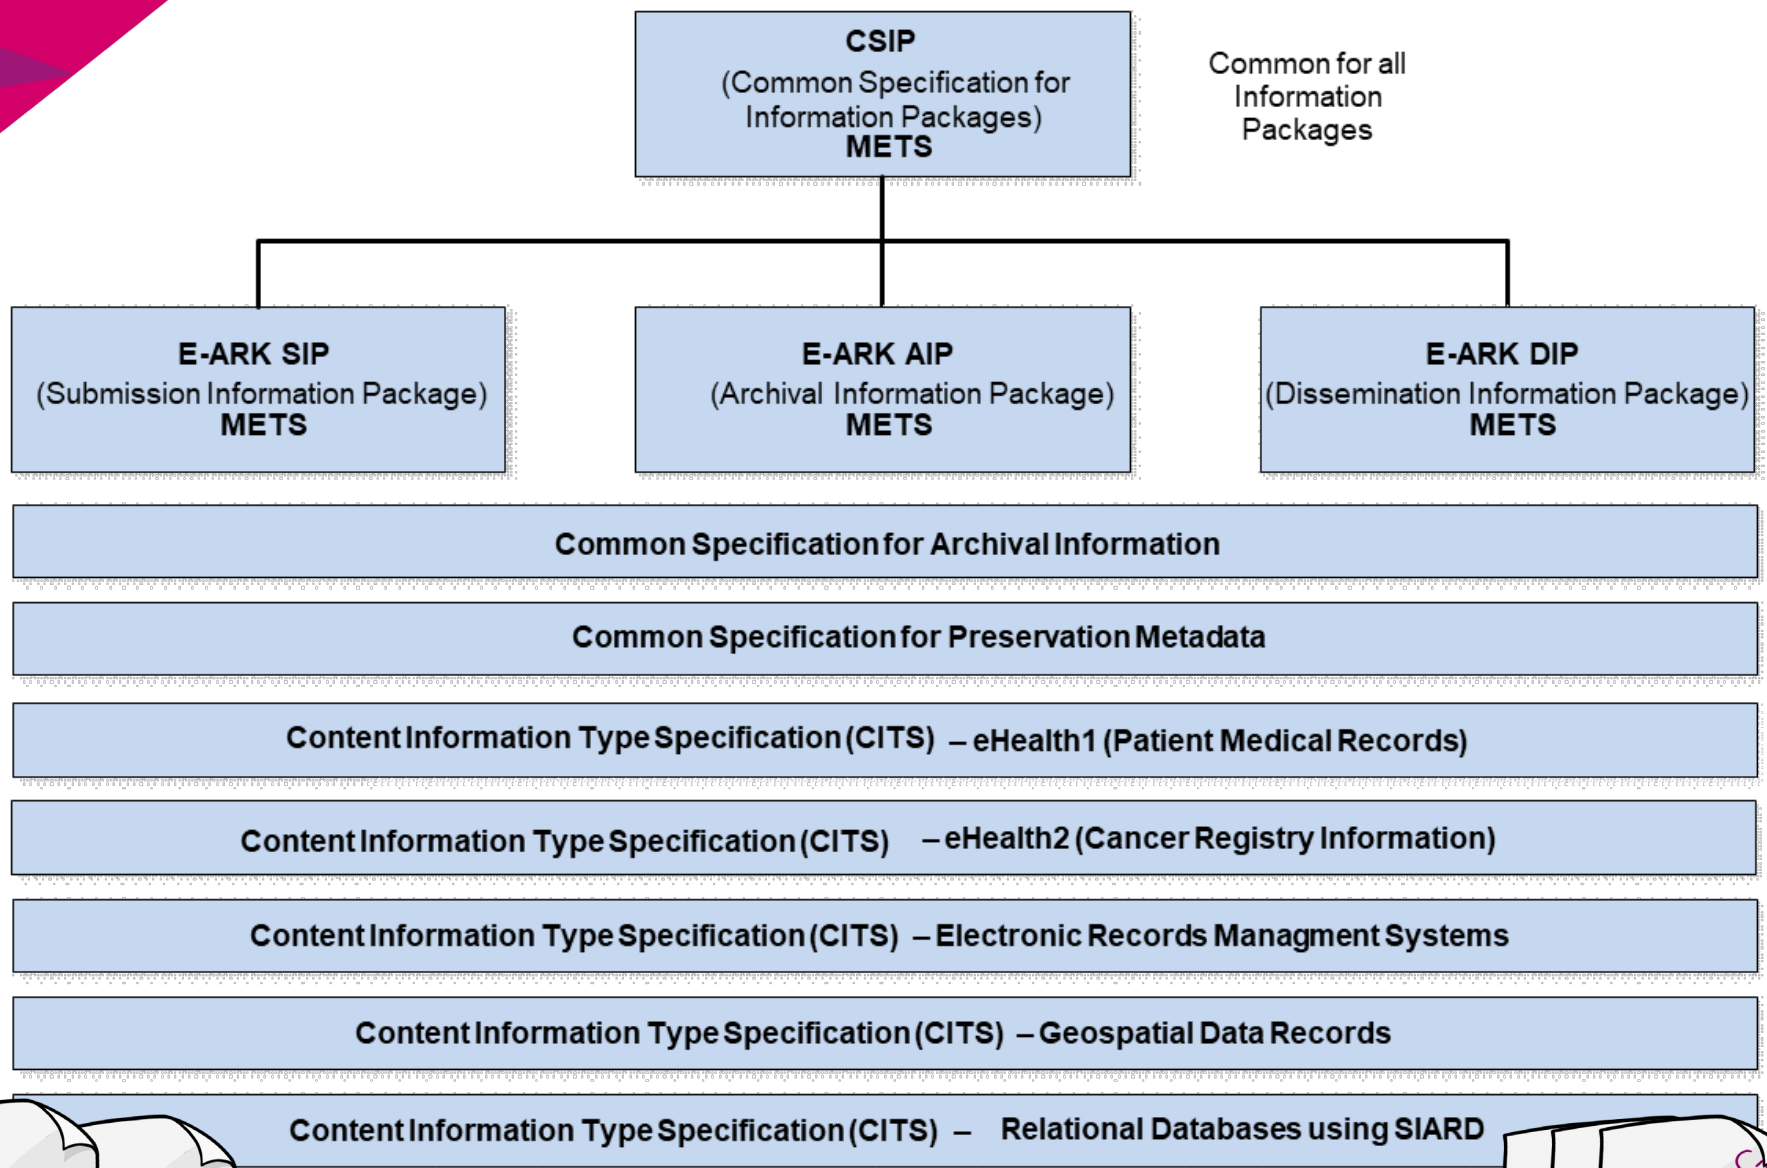 CSIP
(Common Specification for
Information Packages)
METS
Common for all
Information
Packages
E-ARK SIP
(Submission Information Package)
METS
E-ARK AIP
(Archival Information Package)
METS
E-ARK DIP
(Dissemination Information Package)
METS
Common Specification for Archival Information
Common Specification for Preservation Metadata
Content Information Type Specification (CITS) – eHealth1 (Patient Medical Records)
Content Information Type Specification (CITS) – eHealth2 (Cancer Registry Information)
Content Information Type Specification (CITS) – Electronic Records Managment Systems
Content Information Type Specification (CITS) – Geospatial Data Records
Content Information Type Specification (CITS) – Relational Databases using SIARD